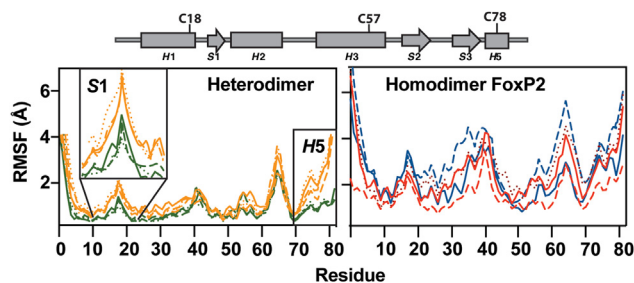 C18 C57 C78
H1 S1 H2 H3 S2 S3 H5
S1 Heterodimer Homodimer FoxP2
H5
RMSF (Å)
6
4
2
0 10 20 30 40 50 60 70 80 10 20 30 40 50 60 70 80
Residue